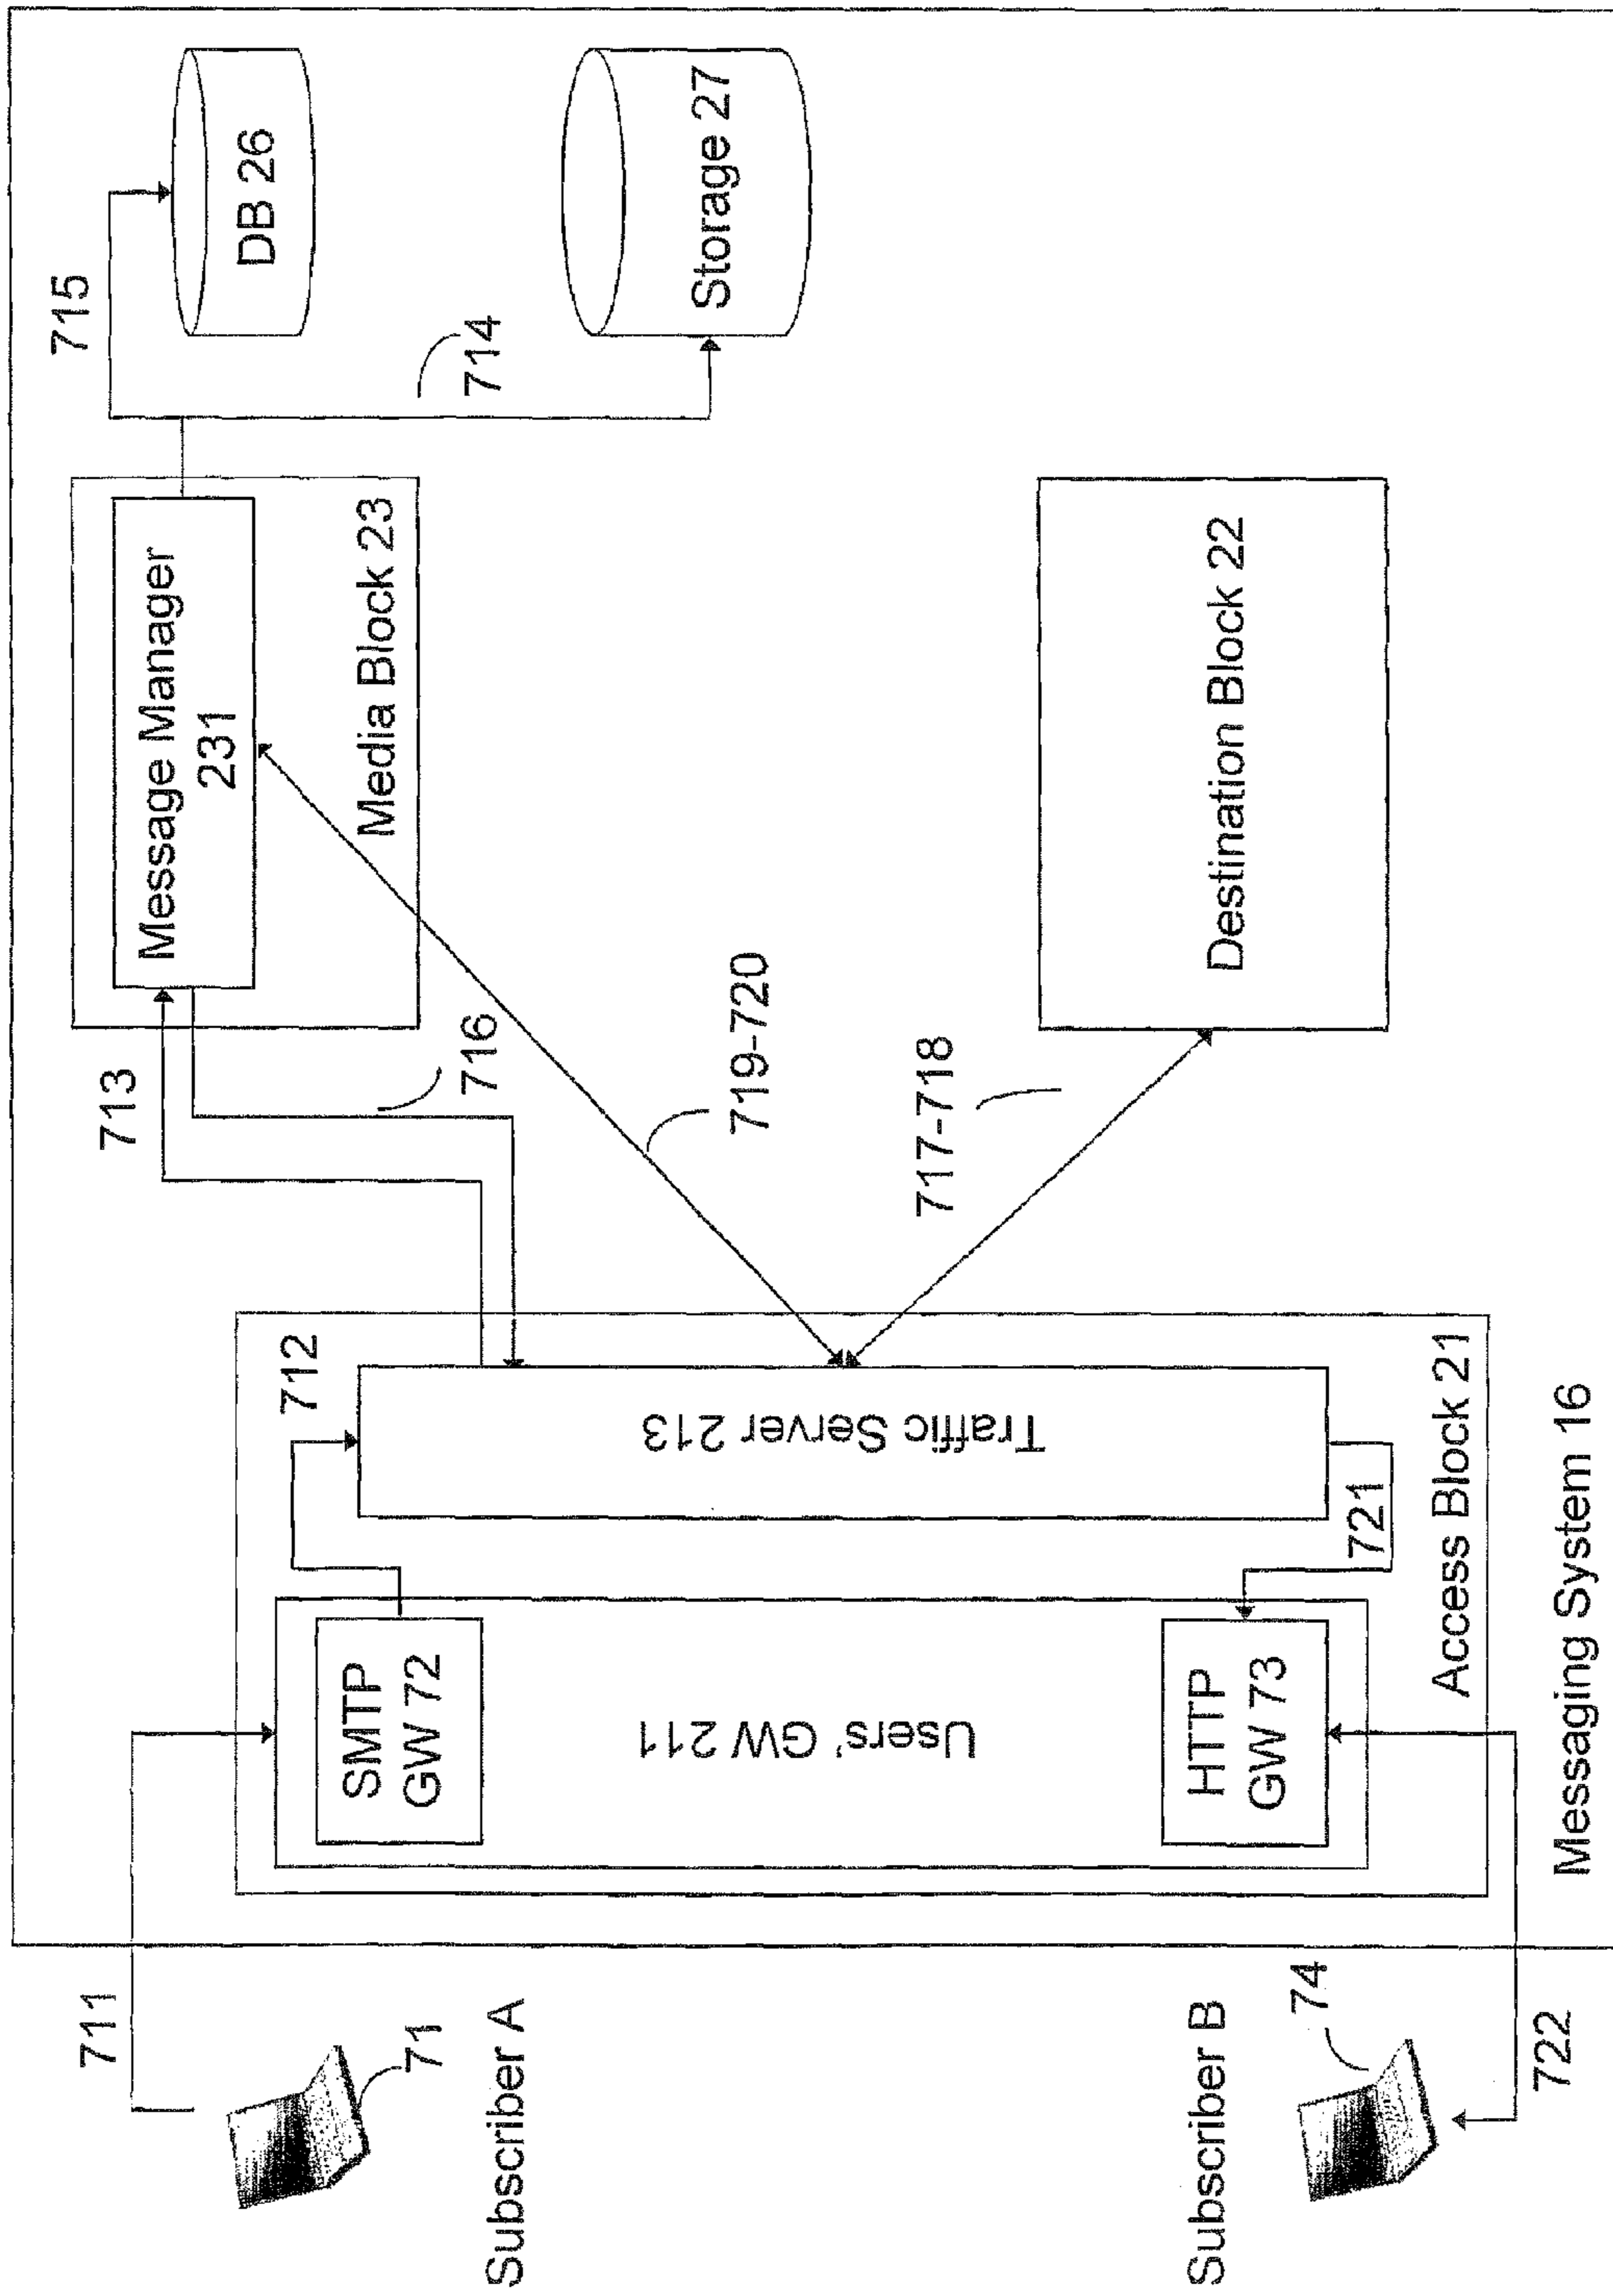 711
71
Subscriber A
Subscriber B
74
722
SMTP
GW 72
Users' GW 211
HTTP
GW 73
712
Traffic Server 213
721
Access Block 21
Messaging System 16
713
716
719-720
717-718
Message Manager
231
Media Block 23
Destination Block 22
715
714
DB 26
Storage 27